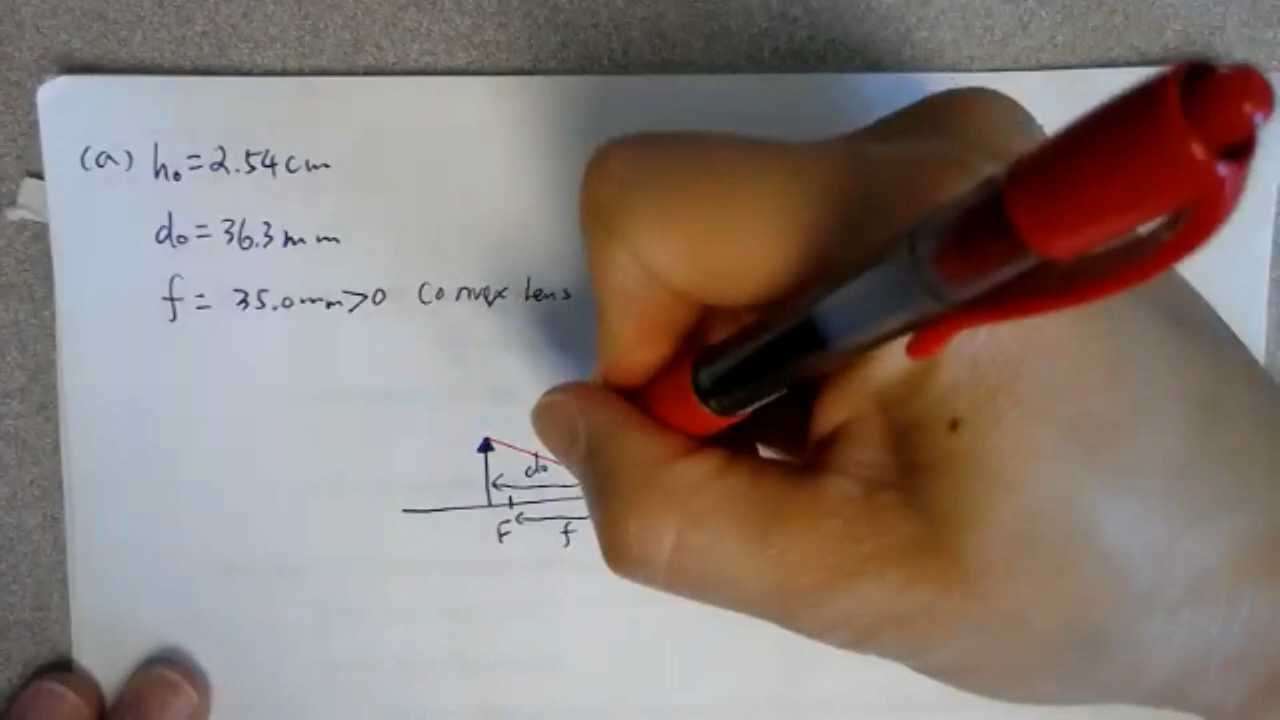 (a) h₀ = 2.54 cm
d₀ = 36.3 mm
f = 35.0 mm > 0 Convex lens
d₀
F f